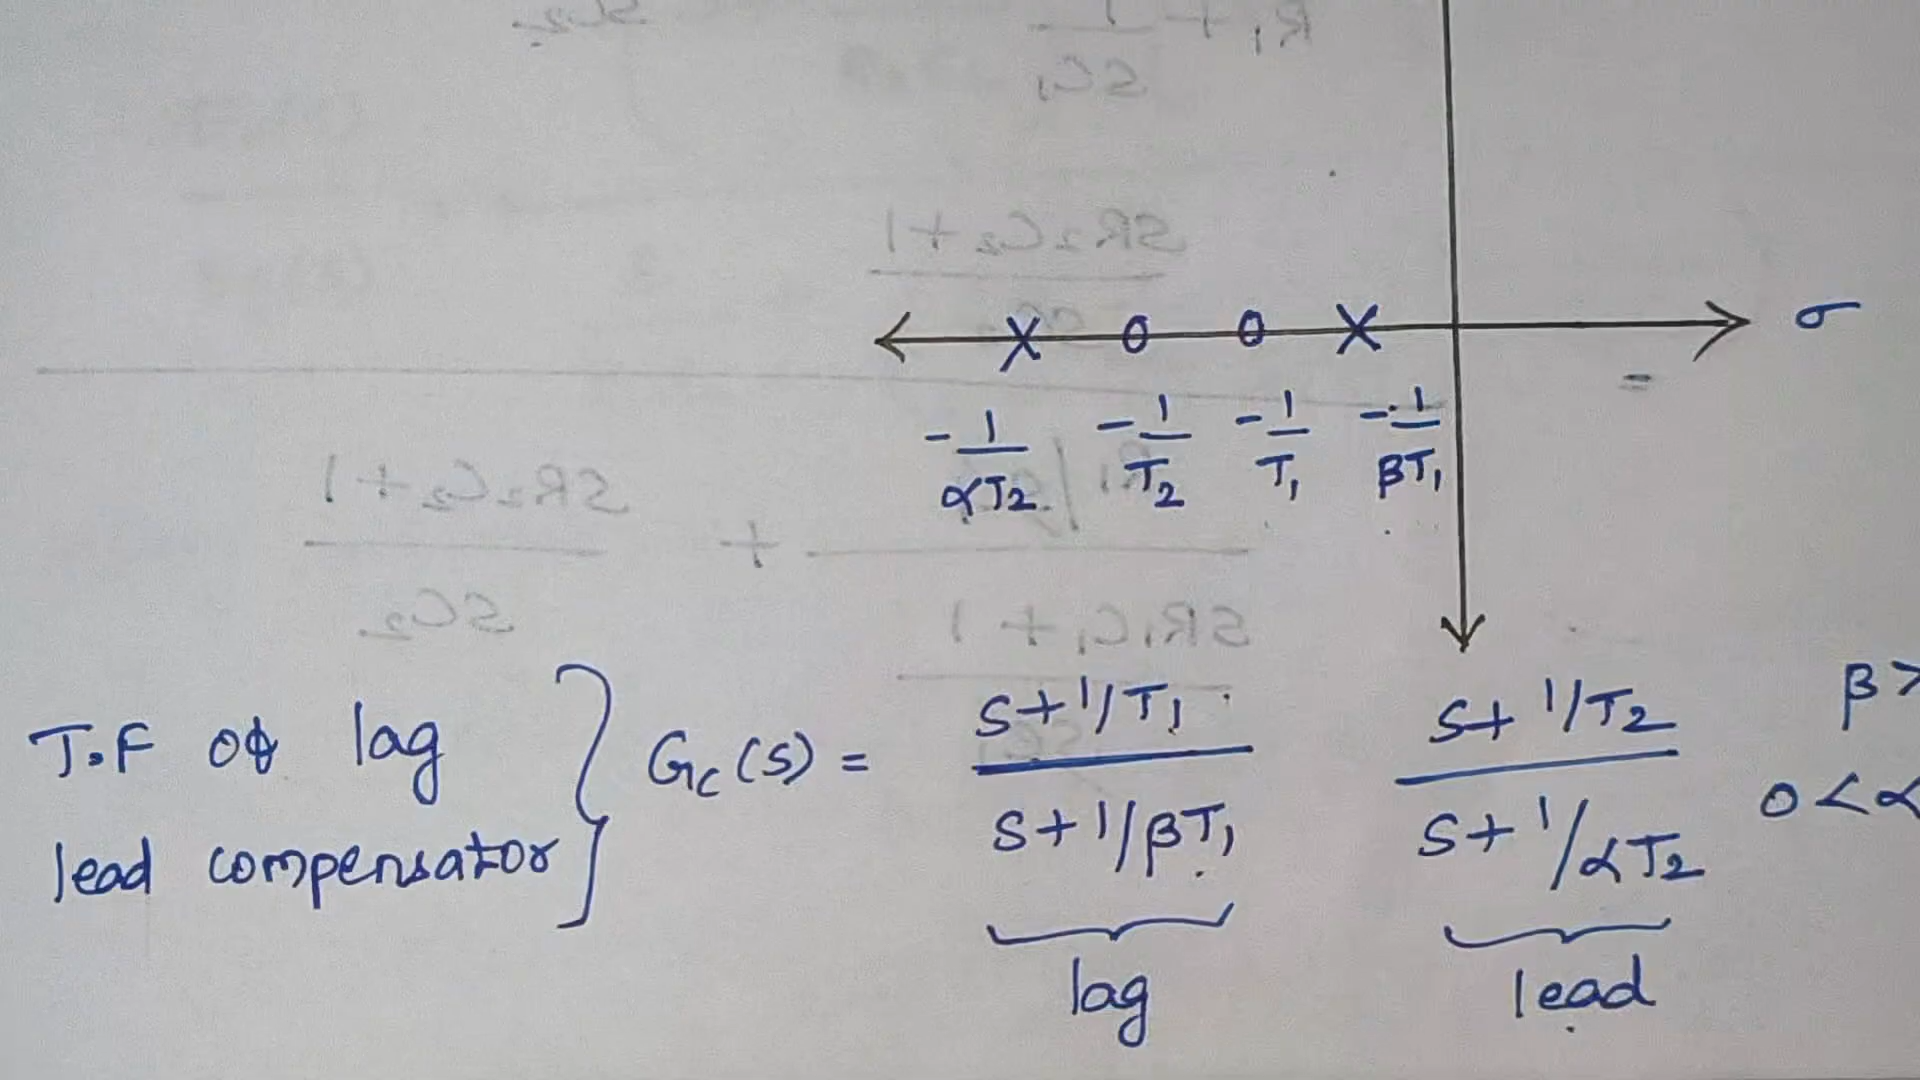 σ
-1/αT₂ -1/T₂ -1/T₁ -1/βT₁
T.F of lag lead compensator } Gc(s) = (S+1/T₁)/(S+1/βT₁) (S+1/T₂)/(S+1/αT₂) β>
0<α
lag lead